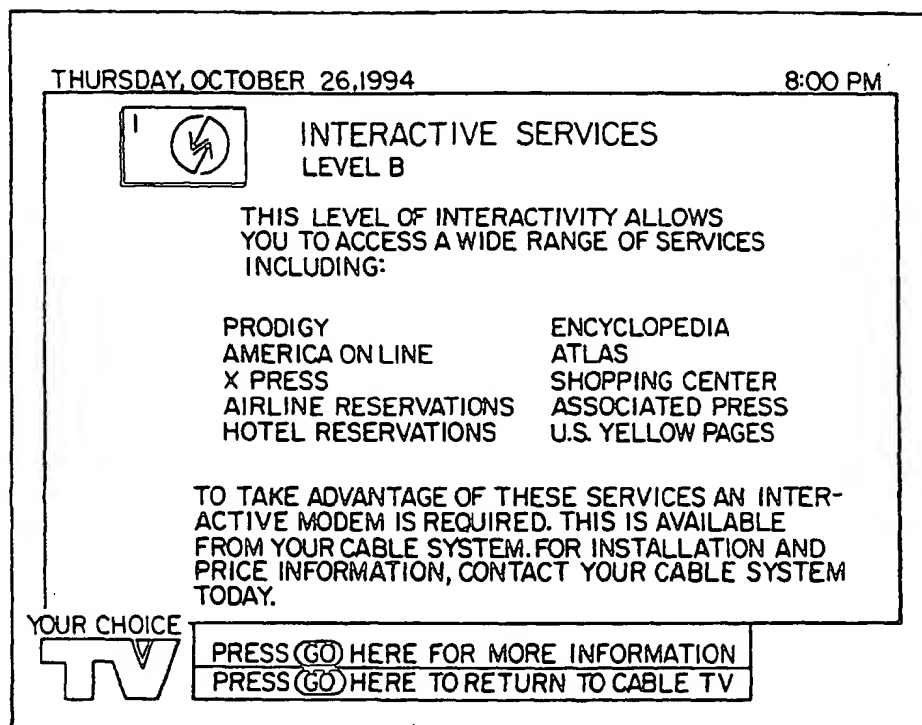 THURSDAY, OCTOBER 26,1994 8:00 PM
INTERACTIVE SERVICES
LEVEL B
THIS LEVEL OF INTERACTIVITY ALLOWS
YOU TO ACCESS A WIDE RANGE OF SERVICES
INCLUDING:
PRODIGY ENCYCLOPEDIA
AMERICA ON LINE ATLAS
X PRESS SHOPPING CENTER
AIRLINE RESERVATIONS ASSOCIATED PRESS
HOTEL RESERVATIONS U.S. YELLOW PAGES
TO TAKE ADVANTAGE OF THESE SERVICES AN INTER-
ACTIVE MODEM IS REQUIRED. THIS IS AVAILABLE
FROM YOUR CABLE SYSTEM. FOR INSTALLATION AND
PRICE INFORMATION, CONTACT YOUR CABLE SYSTEM
TODAY.
YOUR CHOICE
TV
PRESS GO HERE FOR MORE INFORMATION
PRESS GO HERE TO RETURN TO CABLE TV